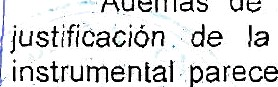 Además de
justificación de la
instrumental parece